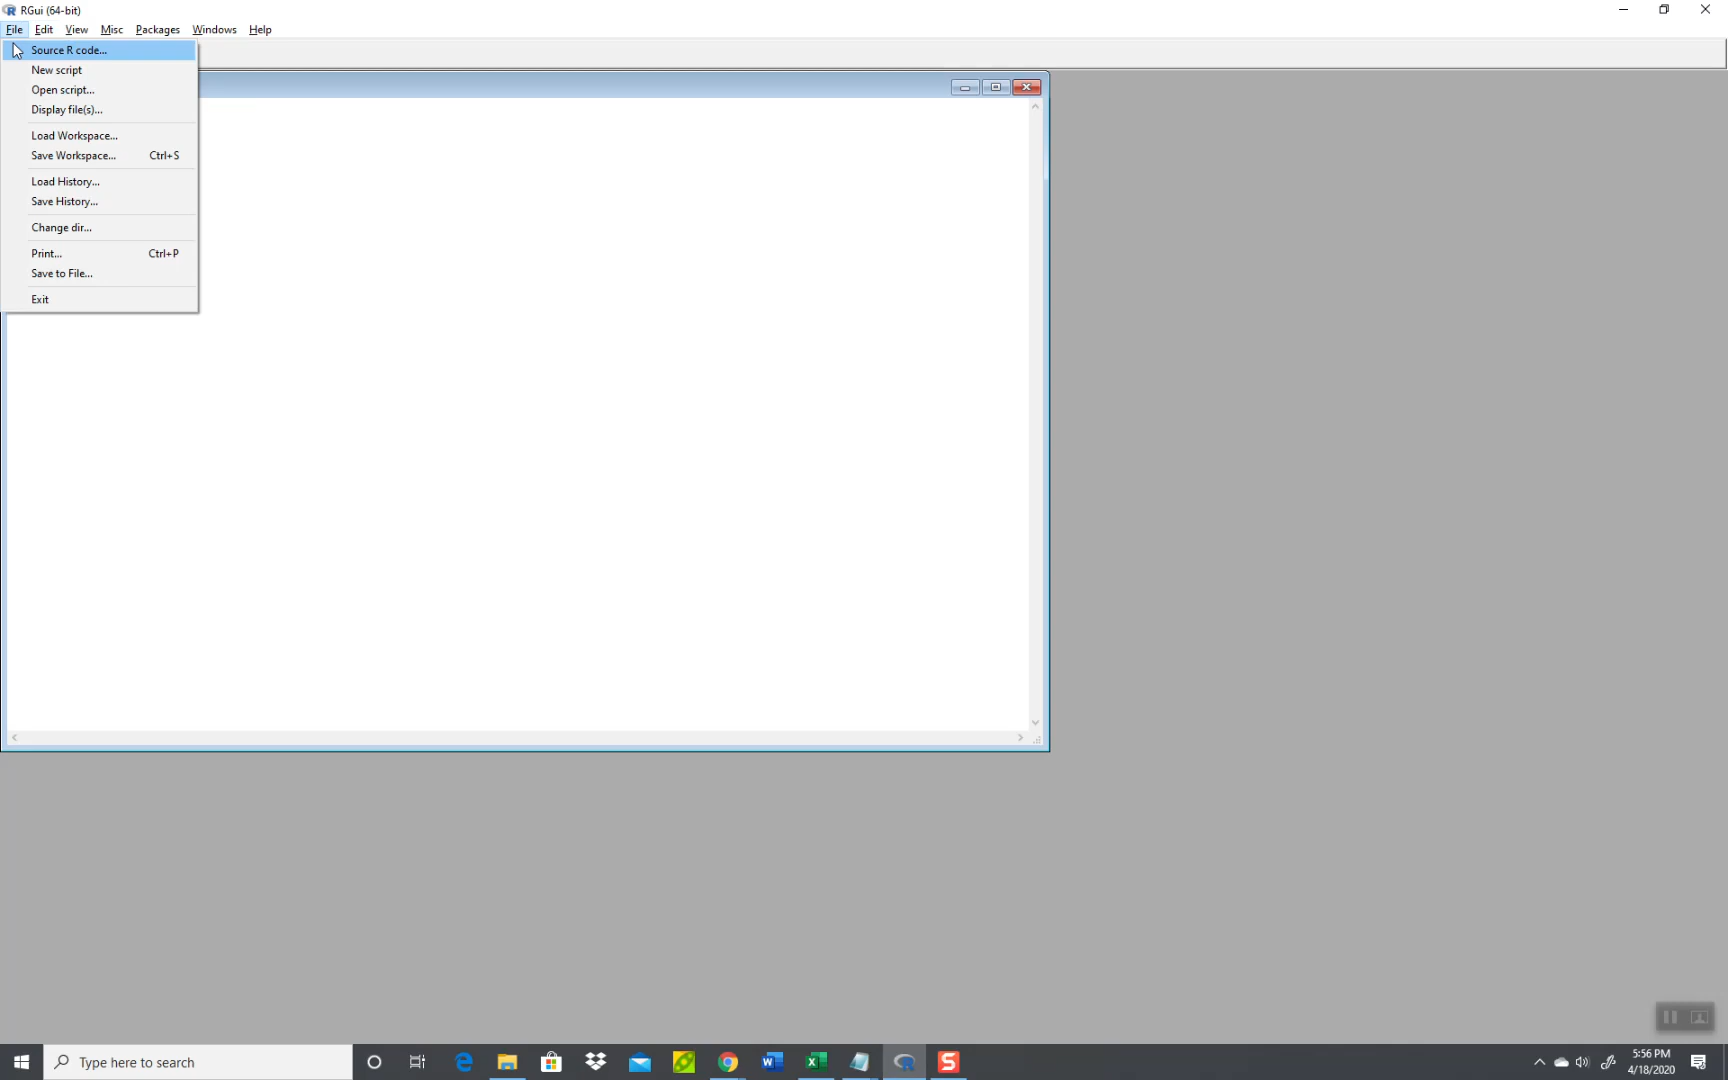 RGui (64-bit)
File Edit View Misc Packages Windows Help
Source R code...
New script
Open script...
Display file(s)...
Load Workspace...
Save Workspace... Ctrl+S
Load History...
Save History...
Change dir...
Print... Ctrl+P
Save to File...
Exit
Type here to search
5:56 PM
4/18/2020